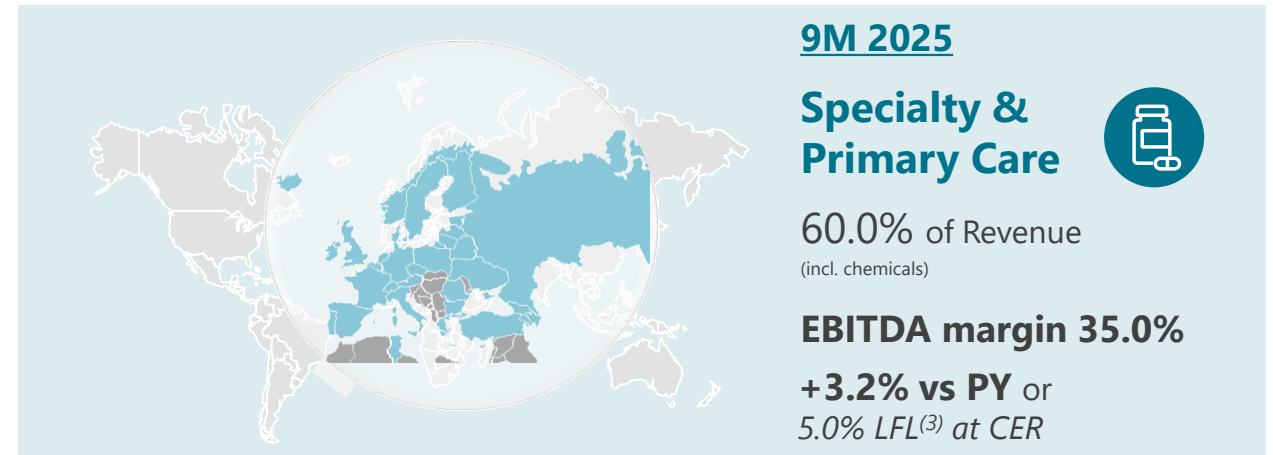 9M 2025
Specialty &
Primary Care
60.0% of Revenue
(incl. chemicals)
EBITDA margin 35.0%
+3.2% vs PY or
5.0% LFL(3) at CER